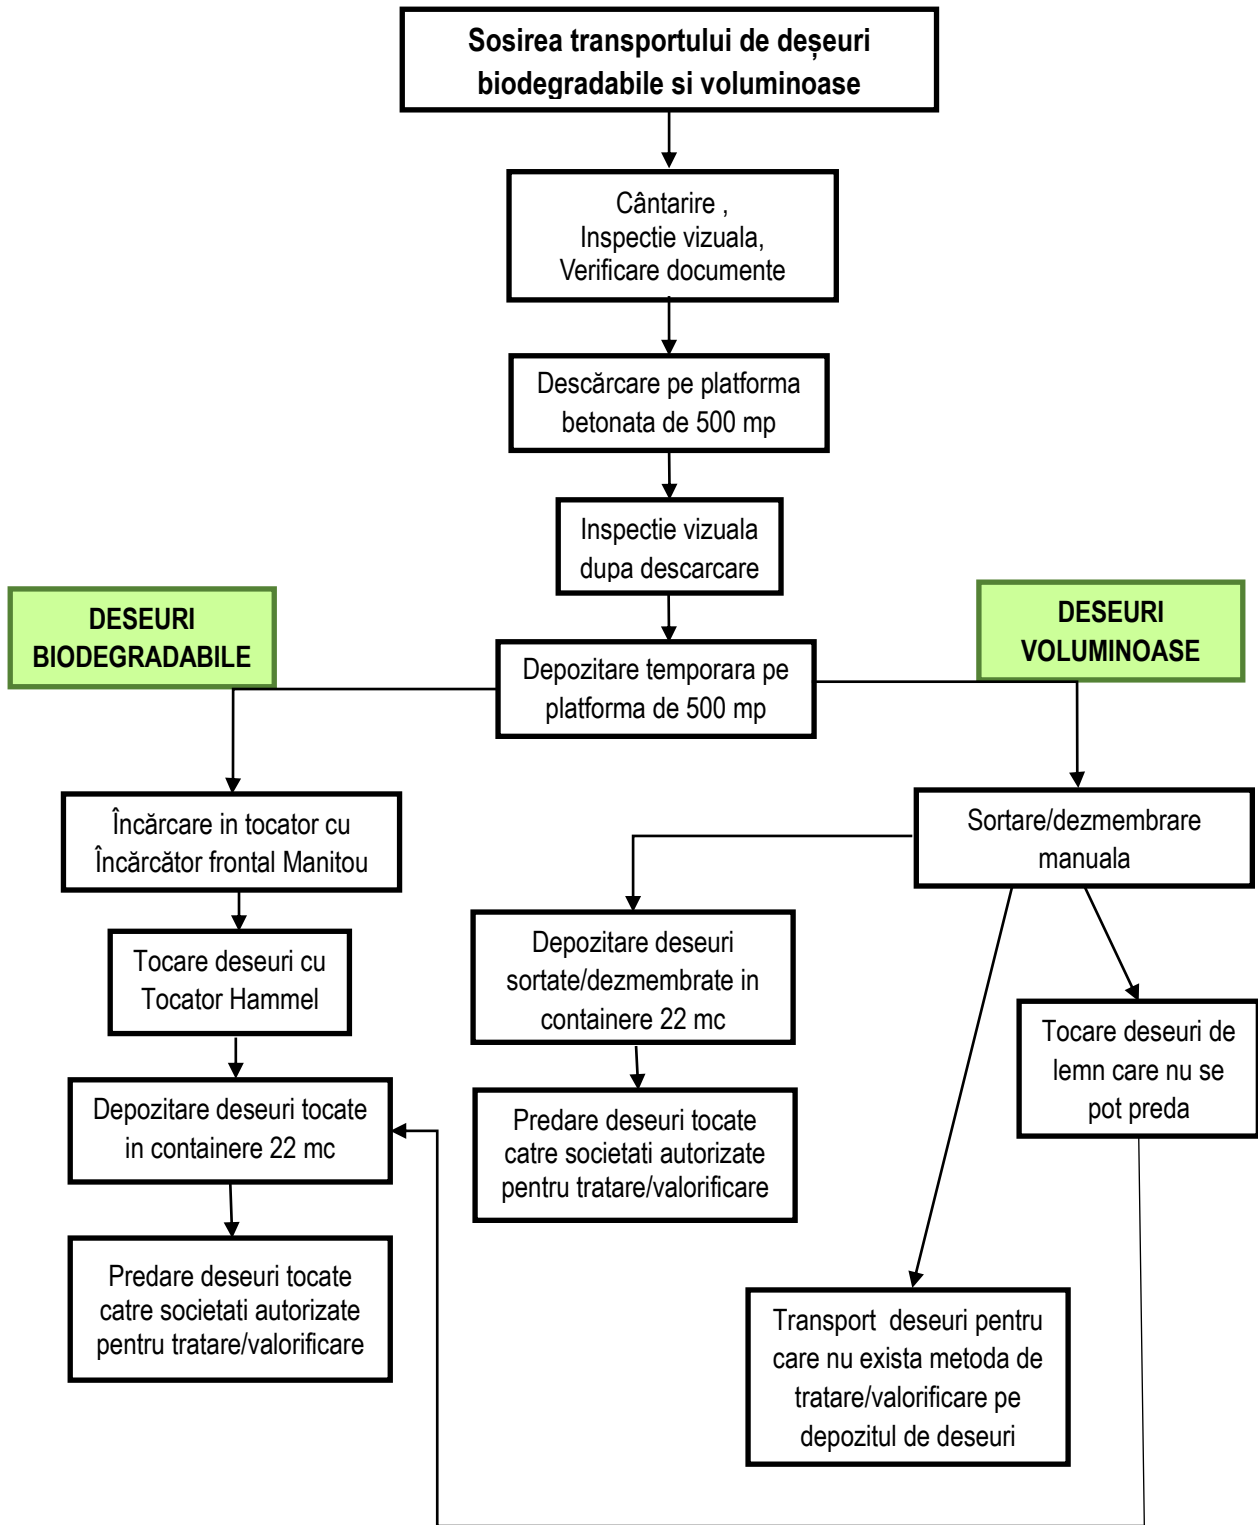 Sosirea transportului de deșeuri
biodegradabile si voluminoase
Cântarire ,
Inspectie vizuala,
Verificare documente
Descărcare pe platforma
betonata de 500 mp
Inspectie vizuala
dupa descarcare
DESEURI
BIODEGRADABILE
DESEURI
VOLUMINOASE
Depozitare temporara pe
platforma de 500 mp
Încărcare in tocator cu
Încărcător frontal Manitou
Sortare/dezmembrare
manuala
Tocare deseuri cu
Tocator Hammel
Depozitare deseuri
sortate/dezmembrate in
containere 22 mc
Tocare deseuri de
lemn care nu se
pot preda
Depozitare deseuri tocate
in containere 22 mc
Predare deseuri tocate
catre societati autorizate
pentru tratare/valorificare
Predare deseuri tocate
catre societati autorizate
pentru tratare/valorificare
Transport  deseuri pentru
care nu exista metoda de
tratare/valorificare pe
depozitul de deseuri